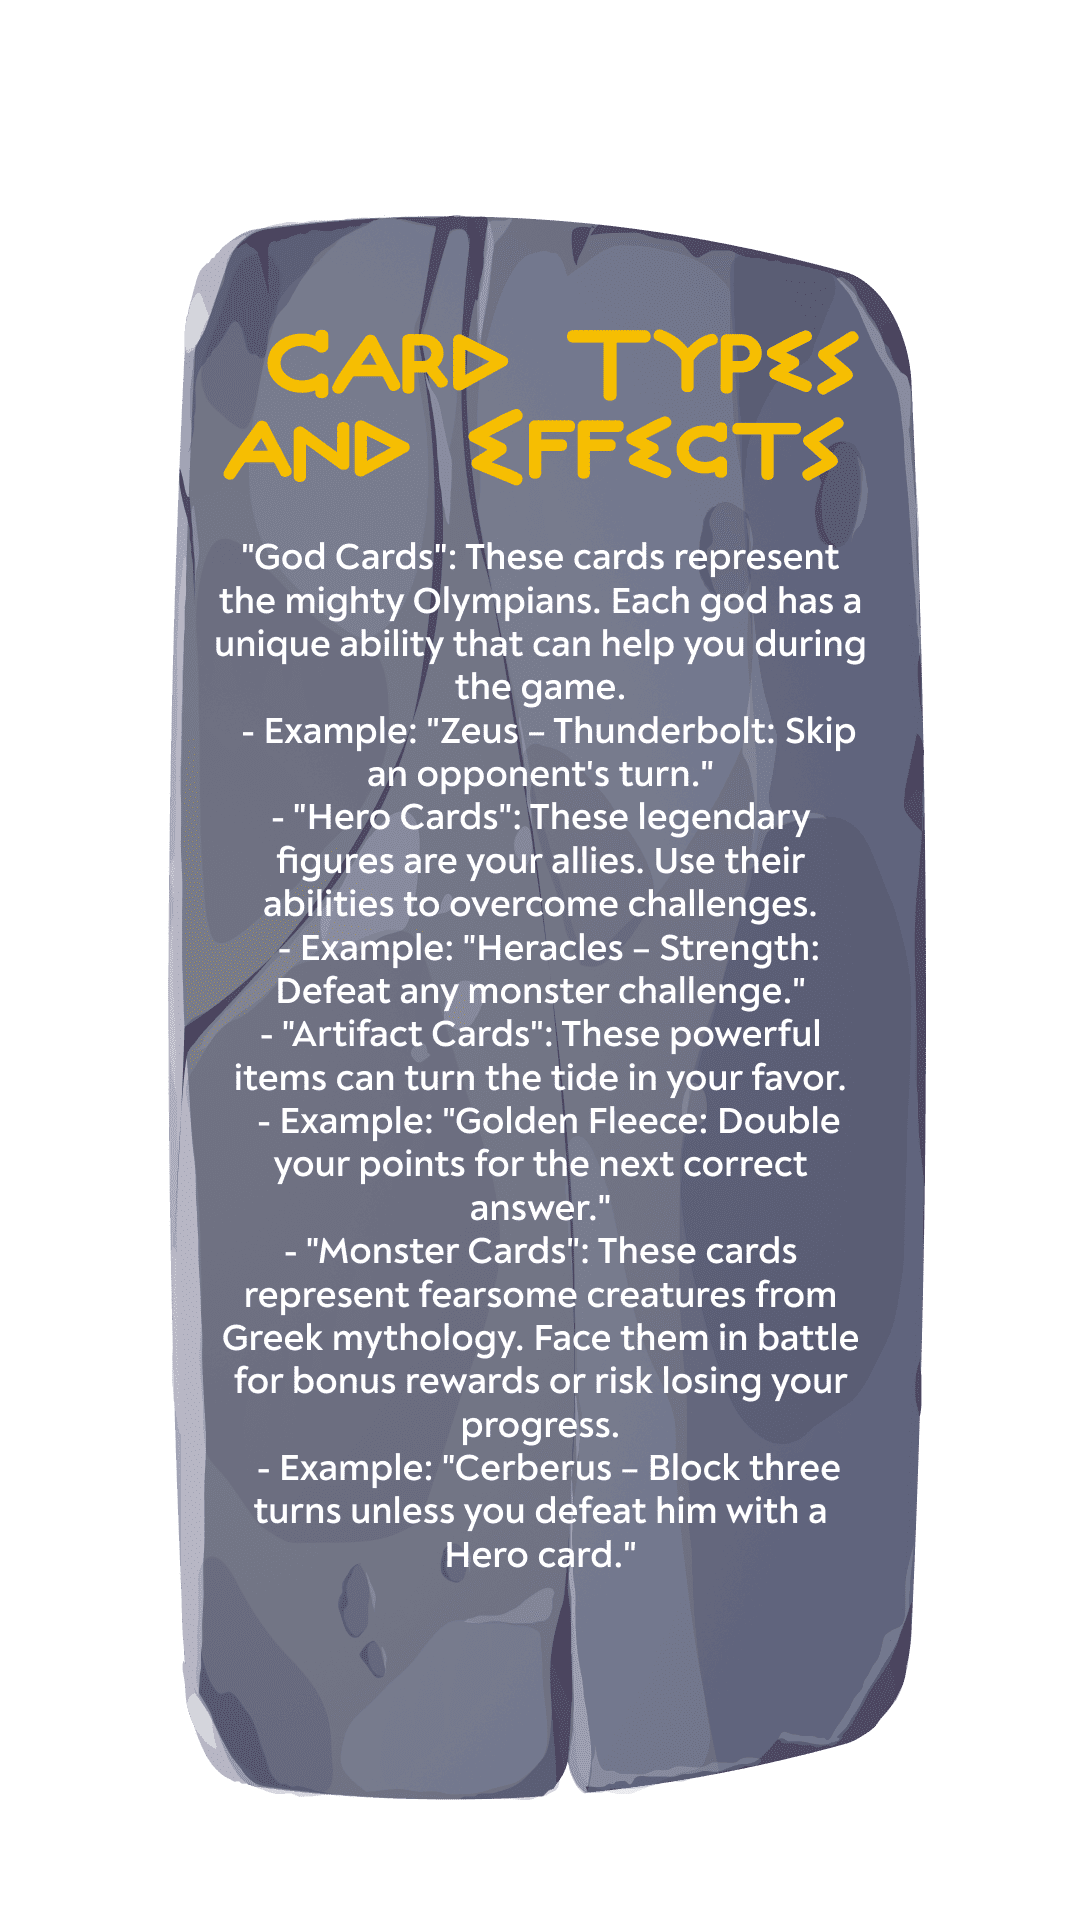 Card Types
and Effects
"God Cards": These cards represent
the mighty Olympians. Each god has a
unique ability that can help you during
the game.
- Example: "Zeus – Thunderbolt: Skip
an opponent's turn."
- "Hero Cards": These legendary
figures are your allies. Use their
abilities to overcome challenges.
- Example: "Heracles – Strength:
Defeat any monster challenge."
- "Artifact Cards": These powerful
items can turn the tide in your favor.
- Example: "Golden Fleece: Double
your points for the next correct
answer."
- "Monster Cards": These cards
represent fearsome creatures from
Greek mythology. Face them in battle
for bonus rewards or risk losing your
progress.
- Example: "Cerberus – Block three
turns unless you defeat him with a
Hero card."